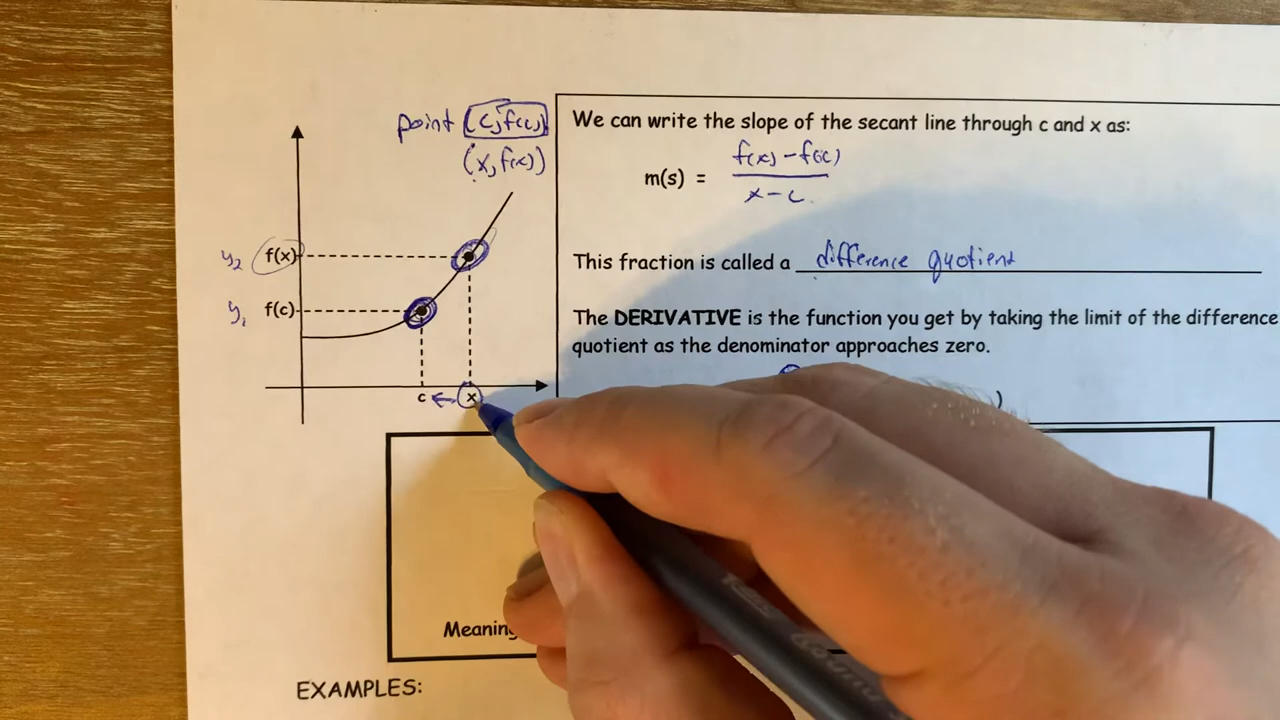 point (c, f(c))
(x, f(x))
y₂ f(x)
y₁ f(c)
c ← x
We can write the slope of the secant line through c and x as:
m(s) = f(x) - f(c)
x - c
This fraction is called a difference quotient
The DERIVATIVE is the function you get by taking the limit of the difference
quotient as the denominator approaches zero.
)
EXAMPLES: